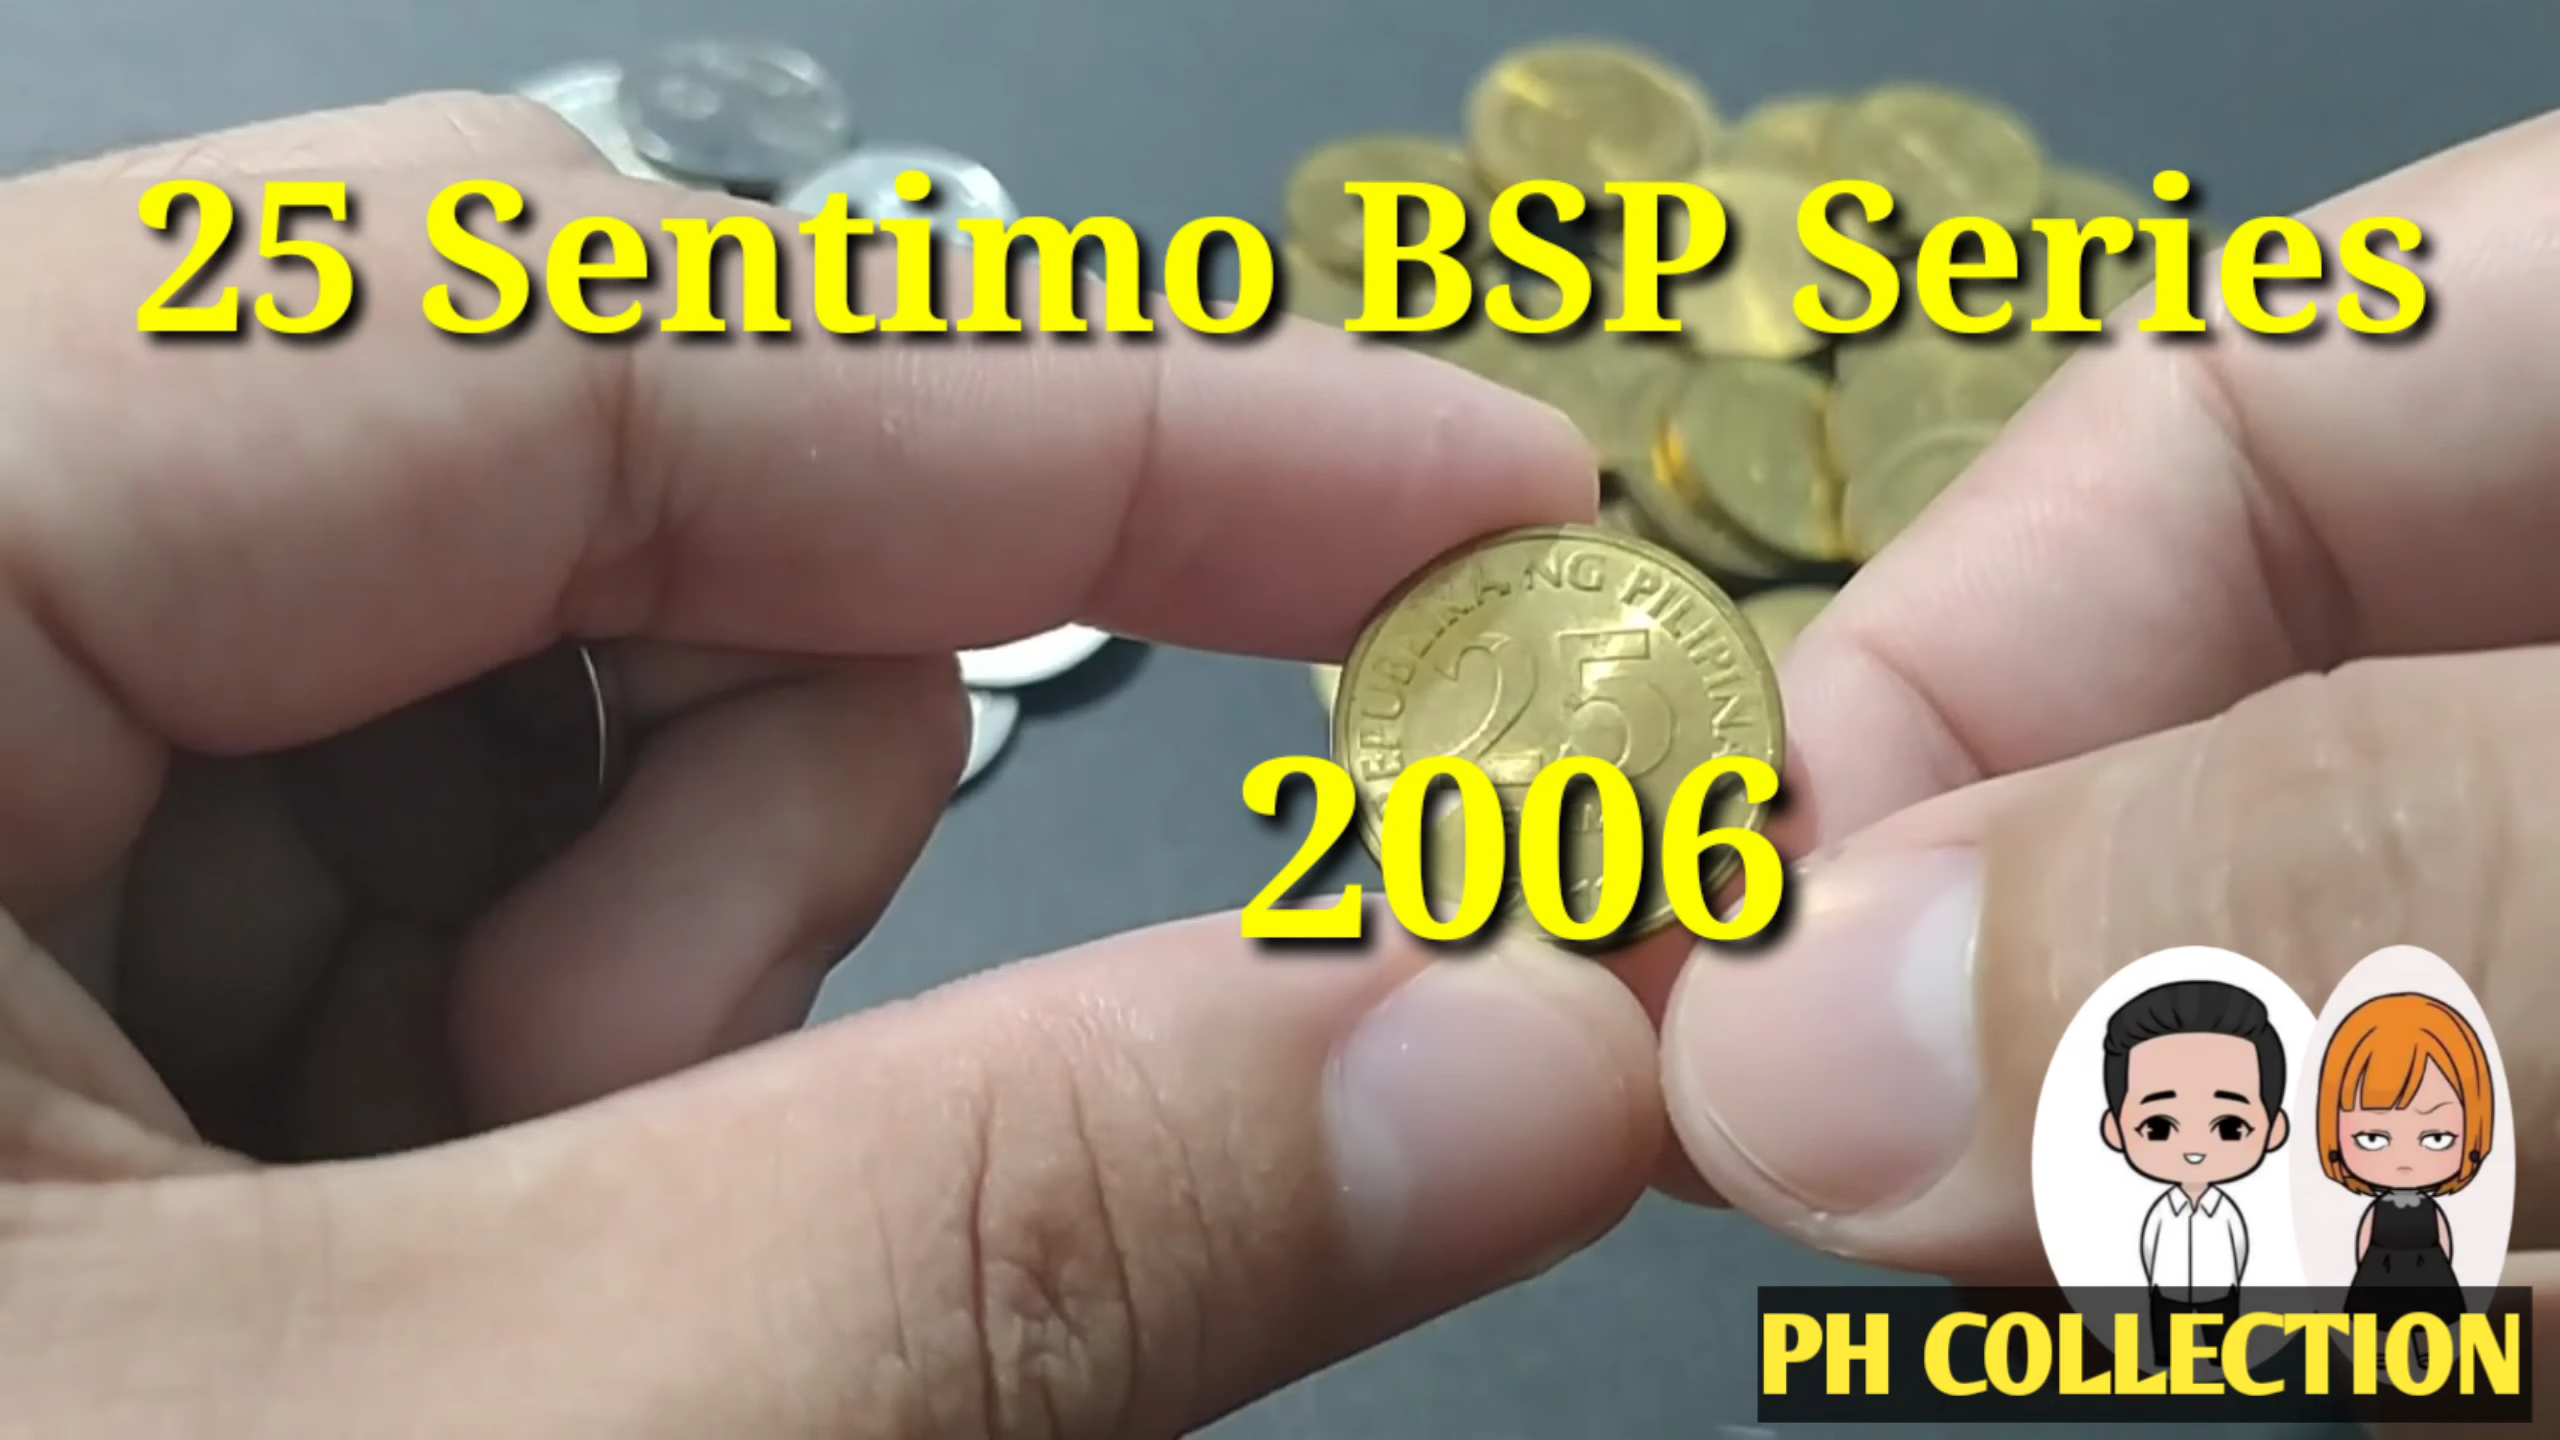 25 Sentimo BSP Series
REPUBLIKA NG PILIPINAS
25
2006
PH COLLECTION